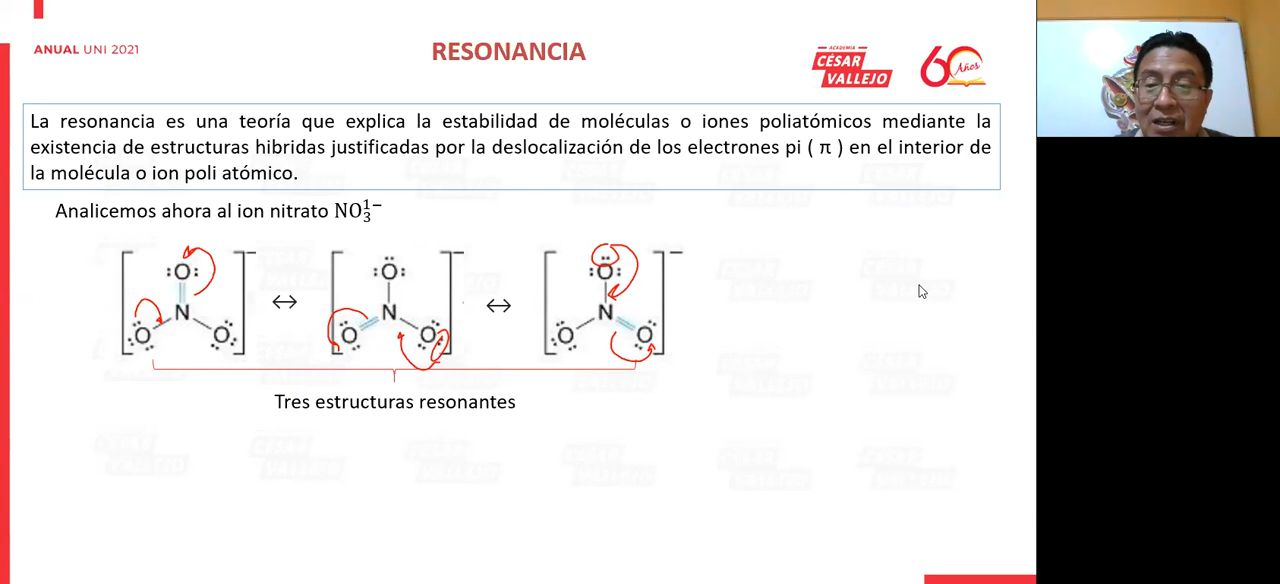 ANUAL UNI 2021
RESONANCIA
ACADEMIA
CÉSAR
VALLEJO
60 Años
La resonancia es una teoría que explica la estabilidad de moléculas o iones poliatómicos mediante la
existencia de estructuras hibridas justificadas por la deslocalización de los electrones pi ( π ) en el interior de
la molécula o ion poli atómico.
Analicemos ahora al ion nitrato NO₃¹⁻
O O O
N ↔ N ↔ N
O O O O O O
Tres estructuras resonantes